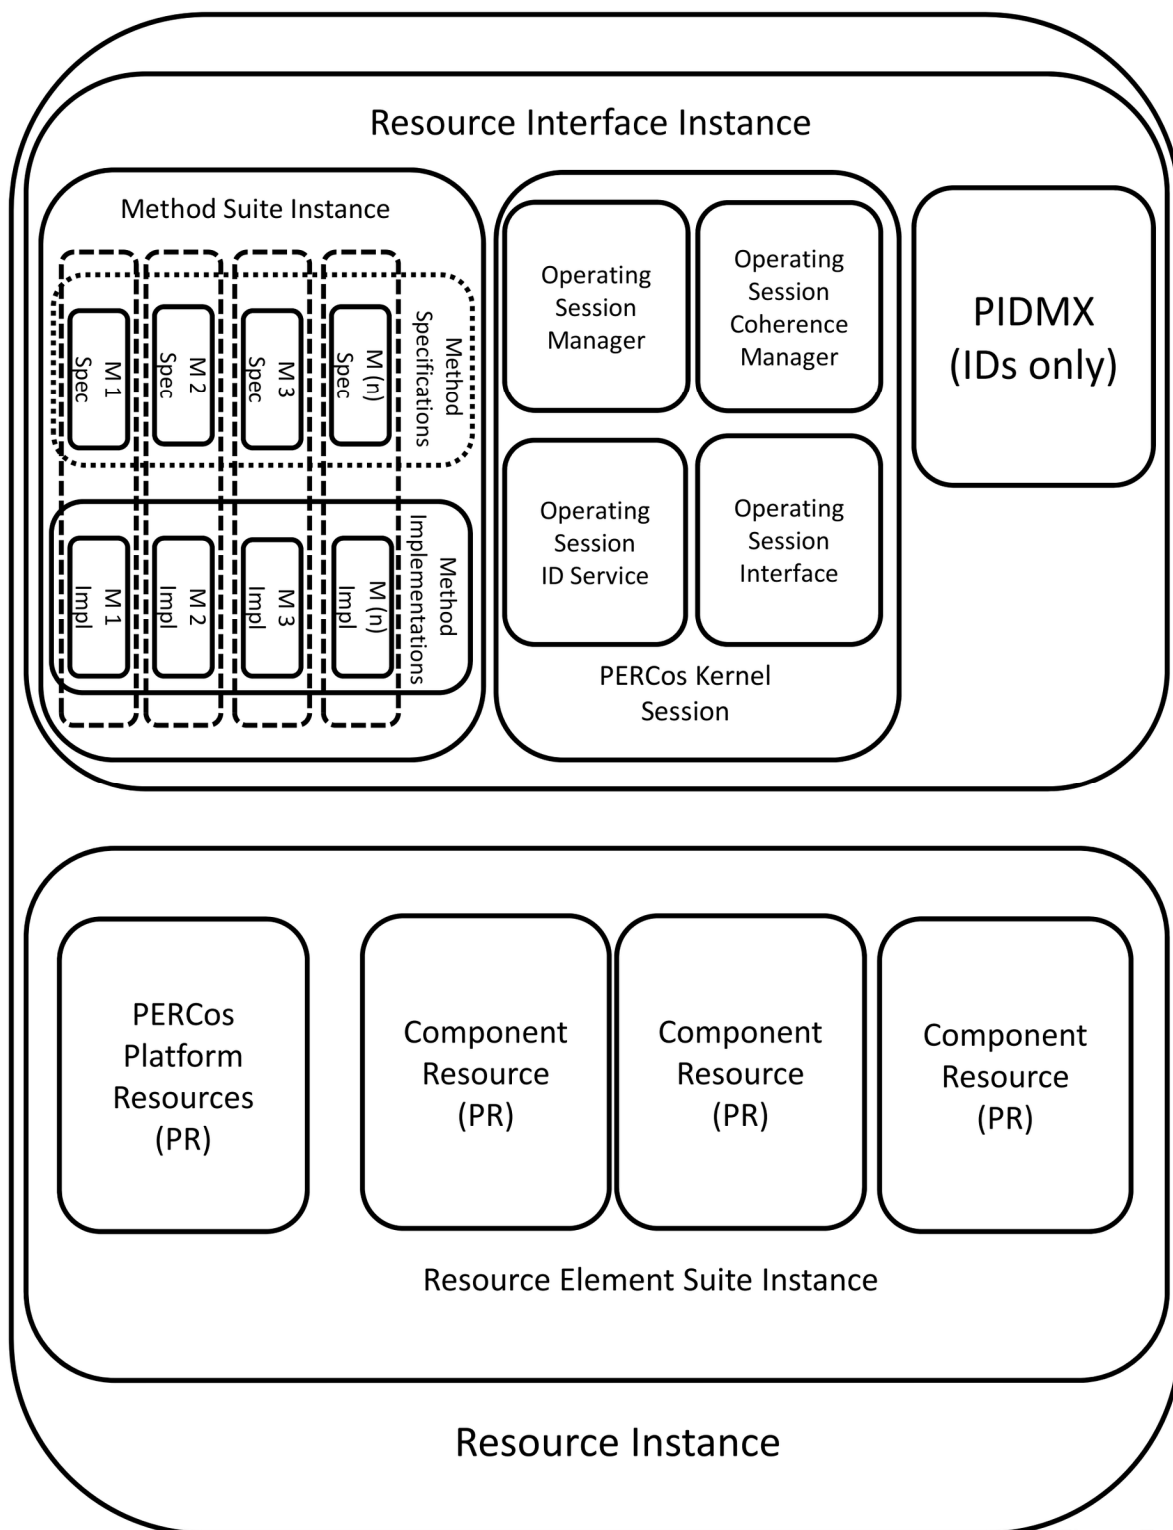 Resource Interface Instance
Method Suite Instance
M 1
Spec
M 2
Spec
M 3
Spec
M (n)
Spec
Method
Specifications
M 1
Impl
M 2
Impl
M 3
Impl
M (n)
Impl
Method
Implementations
Operating
Session
Manager
Operating
Session
Coherence
Manager
Operating
Session
ID Service
Operating
Session
Interface
PERCos Kernel
Session
PIDMX
(IDs only)
PERCos
Platform
Resources
(PR)
Component
Resource
(PR)
Component
Resource
(PR)
Component
Resource
(PR)
Resource Element Suite Instance
Resource Instance